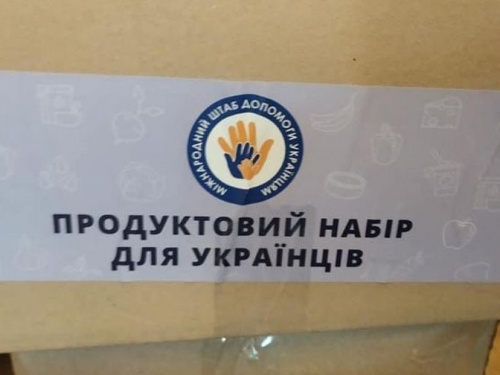 МІЖНАРОДНИЙ ШТАБ ДОПОМОГИ УКРАЇНЦЯМ
ПРОДУКТОВИЙ НАБІР
ДЛЯ УКРАЇНЦІВ